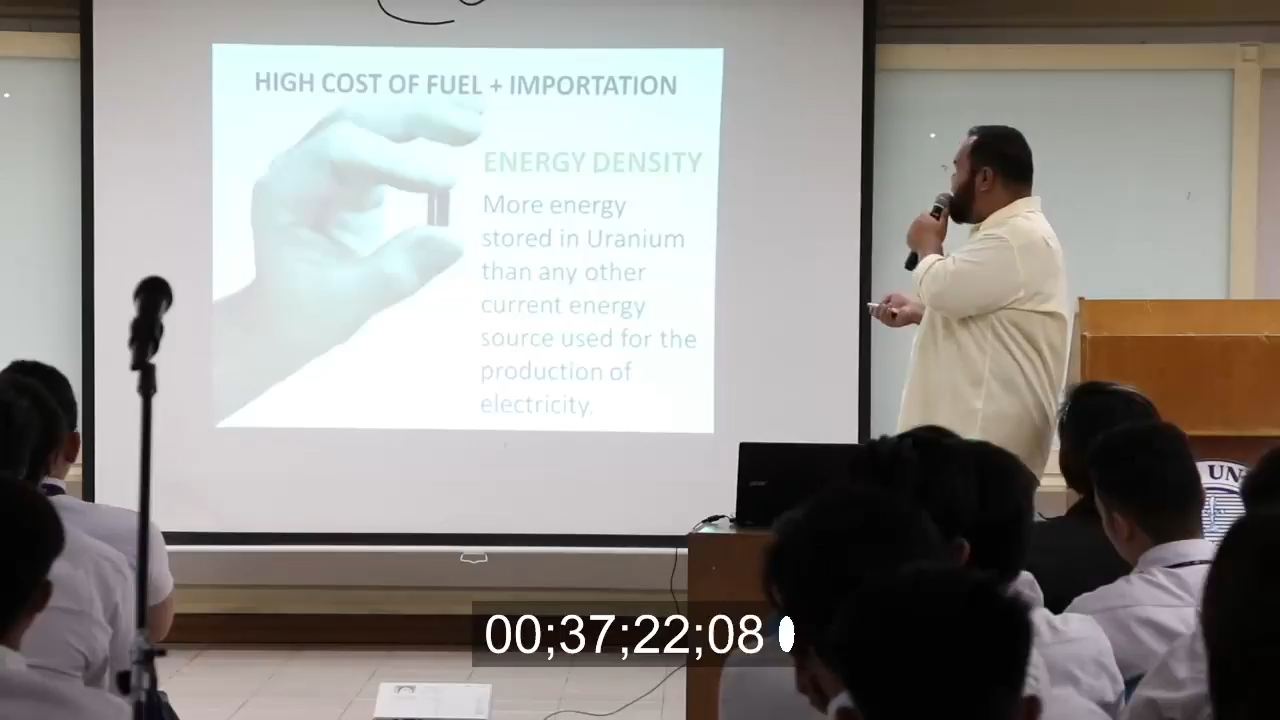 HIGH COST OF FUEL + IMPORTATION
ENERGY DENSITY
More energy
stored in Uranium
than any other
current energy
source used for the
production of
electricity.
UN
00;37;22;08